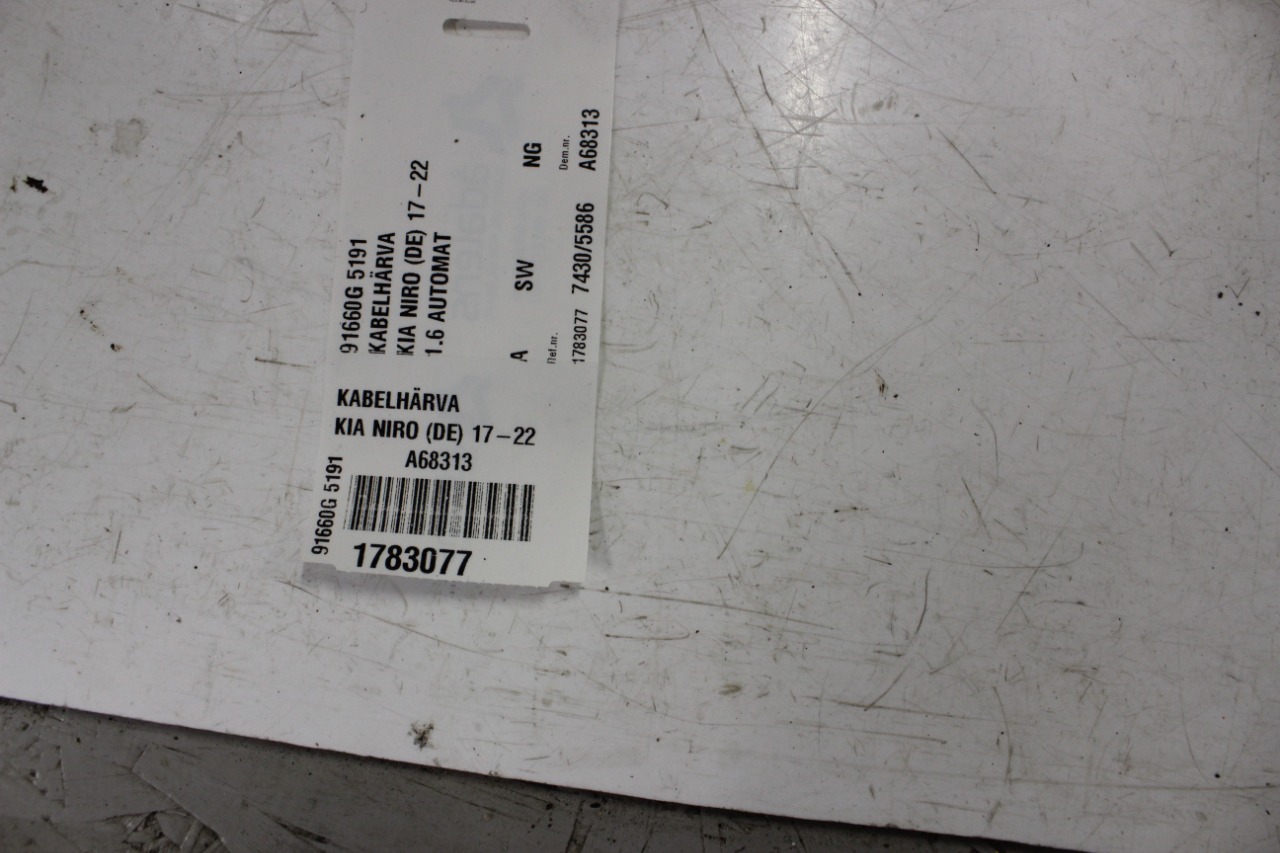 91660G 5191
KABELHÄRVA
KIA NIRO (DE) 17-22
1.6 AUTOMAT
A SW NG
Ref.nr. Dem.nr.
1783077 7430/5586 A68313
KABELHÄRVA
KIA NIRO (DE) 17-22
A68313
91660G 5191
1783077